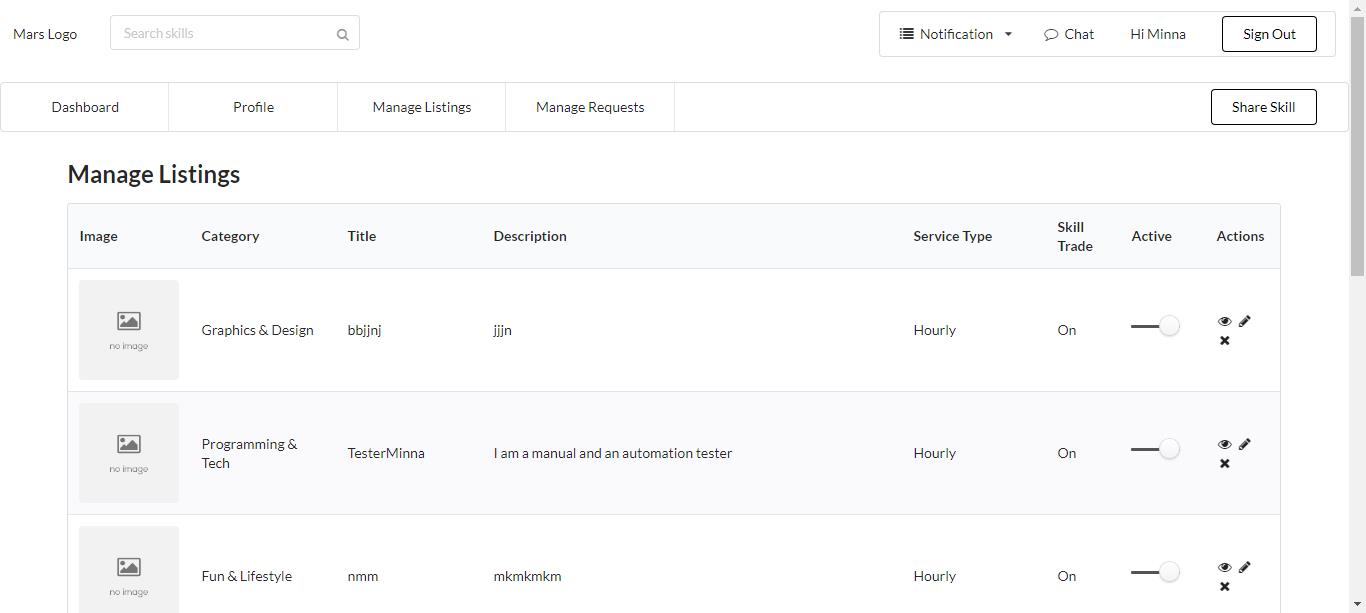 Mars Logo
Search skills
Notification
Chat
Hi Minna
Sign Out
Dashboard
Profile
Manage Listings
Manage Requests
Share Skill
Manage Listings
Image
Category
Title
Description
Service Type
Skill
Trade
Active
Actions
no image
Graphics & Design
bbjjnj
jjjn
Hourly
On
no image
Programming &
Tech
TesterMinna
I am a manual and an automation tester
Hourly
On
no image
Fun & Lifestyle
nmm
mkmkmkm
Hourly
On